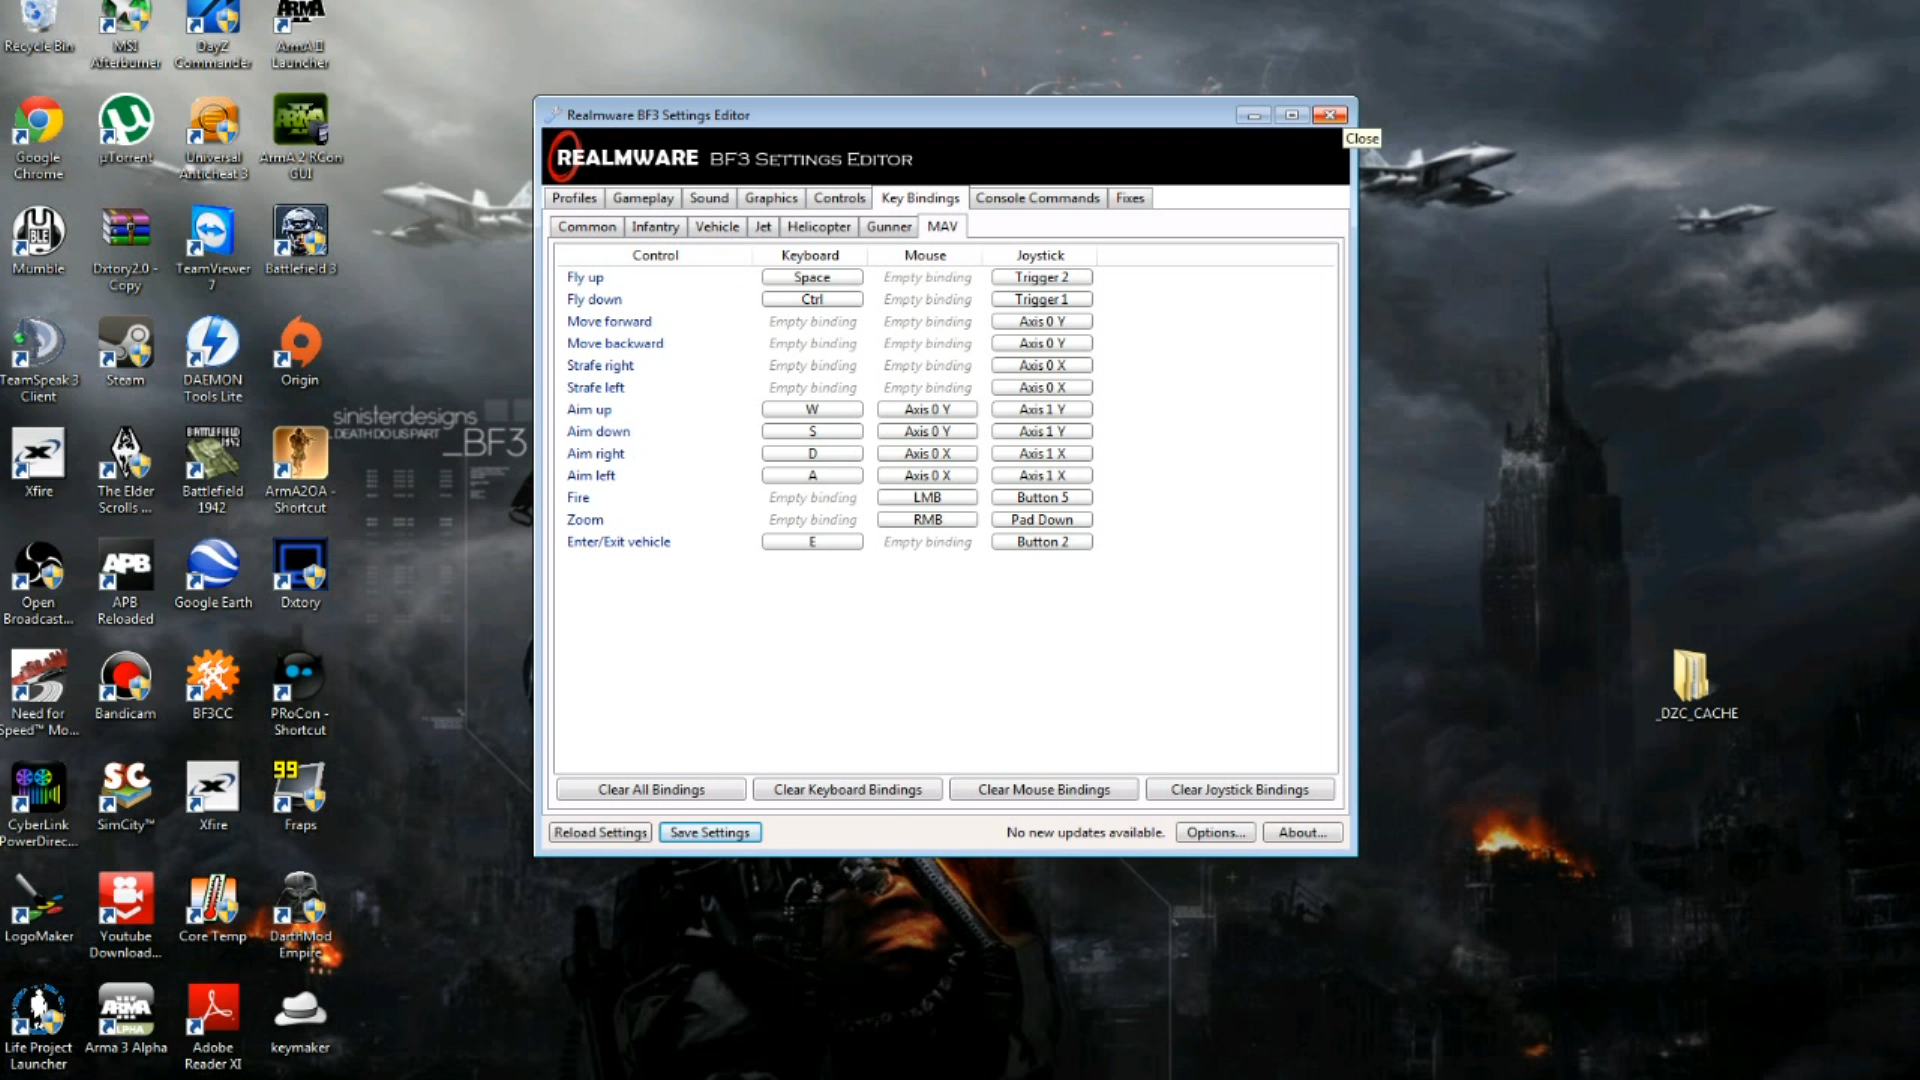 Recycle Bin
MSI Afterburner
DayZ Commander
ArmA II Launcher
Google Chrome
µTorrent
Universal Anticheat 3
ArmA 2 RCon GUI
Mumble
Dxtory2.0 - Copy
TeamViewer 7
Battlefield 3
TeamSpeak 3 Client
Steam
DAEMON Tools Lite
Origin
Xfire
The Elder Scrolls ...
Battlefield 1942
ArmA2OA - Shortcut
Open Broadcast...
APB Reloaded
Google Earth
Dxtory
Need for Speed™ Mo...
Bandicam
BF3CC
PRoCon - Shortcut
CyberLink PowerDirec...
SimCity™
Xfire
Fraps
LogoMaker
Youtube Download...
Core Temp
DarthMod Empire
Life Project Launcher
Arma 3 Alpha
Adobe Reader XI
keymaker
sinisterdesigns
DEATH DO US PART
_BF3
Realmware BF3 Settings Editor
Close
REALMWARE BF3 SETTINGS EDITOR
Profiles Gameplay Sound Graphics Controls Key Bindings Console Commands Fixes
Common Infantry Vehicle Jet Helicopter Gunner MAV
Control Keyboard Mouse Joystick
Fly up Space Empty binding Trigger 2
Fly down Ctrl Empty binding Trigger 1
Move forward Empty binding Empty binding Axis 0 Y
Move backward Empty binding Empty binding Axis 0 Y
Strafe right Empty binding Empty binding Axis 0 X
Strafe left Empty binding Empty binding Axis 0 X
Aim up W Axis 0 Y Axis 1 Y
Aim down S Axis 0 Y Axis 1 Y
Aim right D Axis 0 X Axis 1 X
Aim left A Axis 0 X Axis 1 X
Fire Empty binding LMB Button 5
Zoom Empty binding RMB Pad Down
Enter/Exit vehicle E Empty binding Button 2
Clear All Bindings Clear Keyboard Bindings Clear Mouse Bindings Clear Joystick Bindings
Reload Settings Save Settings No new updates available. Options... About...
_DZC_CACHE